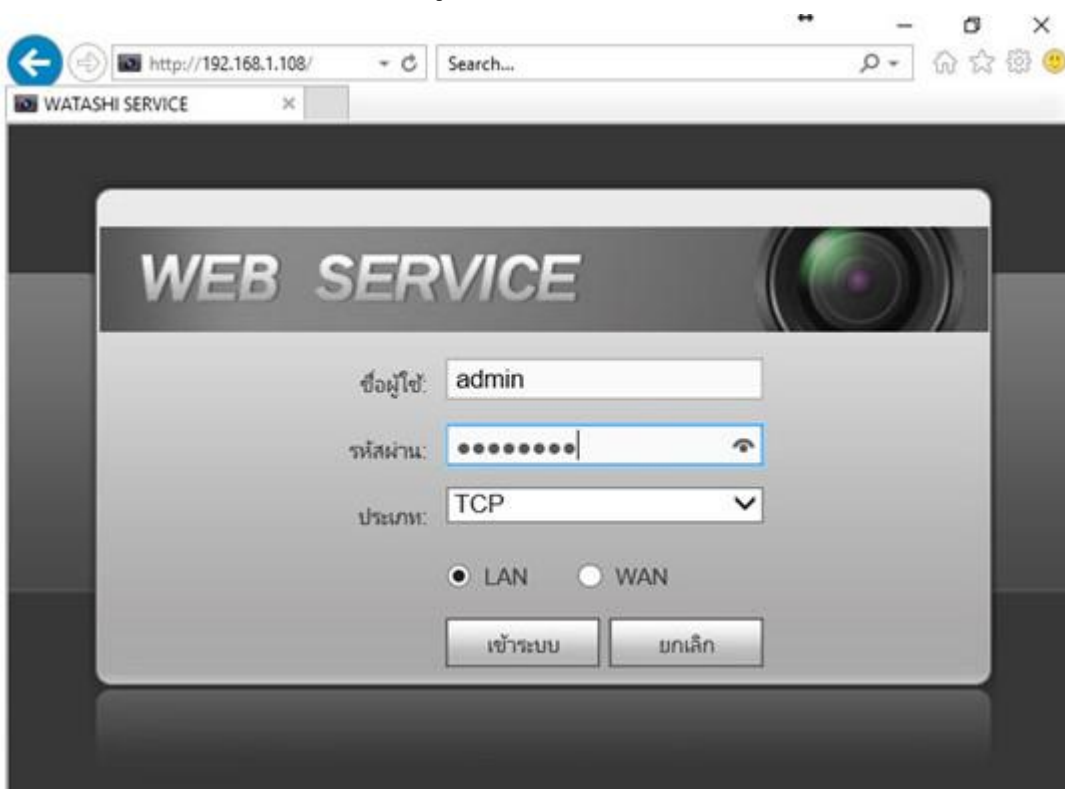 http://192.168.1.108/
Search...
WATASHI SERVICE
WEB SERVICE
ชื่อผู้ใช้: admin
รหัสผ่าน: ●●●●●●●●
ประเภท: TCP
LAN WAN
เข้าระบบ ยกเลิก